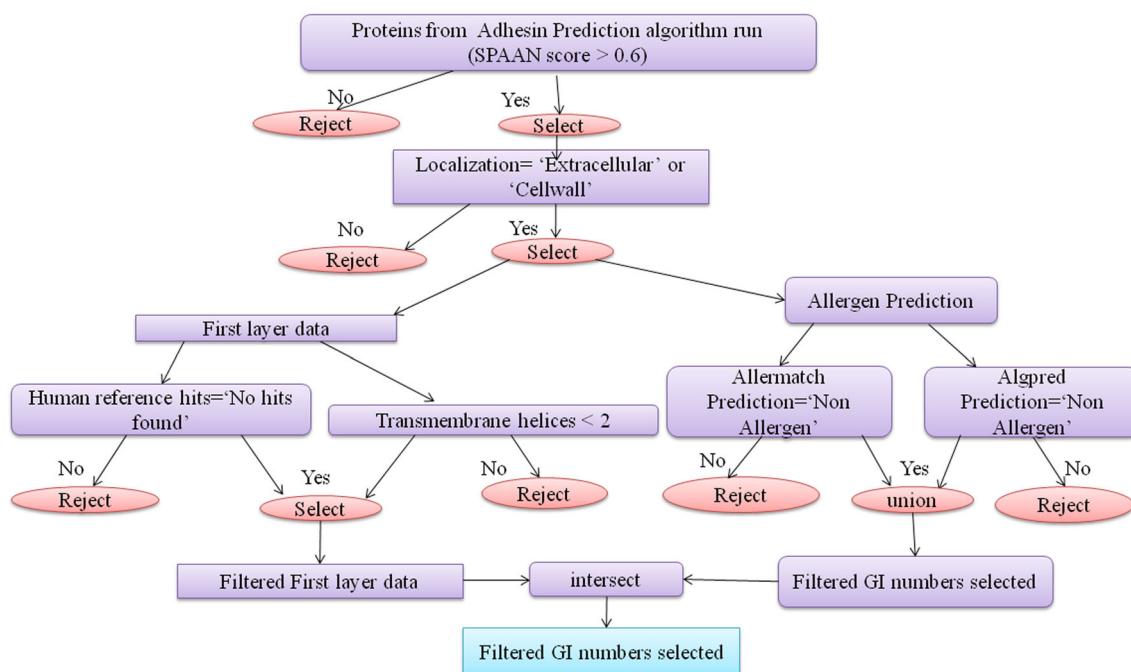 Proteins from Adhesin Prediction algorithm run
(SPAAN score > 0.6)
No
Yes
Reject
Select
Localization= ‘Extracellular’ or
‘Cellwall’
No
Yes
Reject
Select
Allergen Prediction
First layer data
Human reference hits=‘No hits
found’
Transmembrane helices < 2
Allermatch
Prediction=‘Non
Allergen’
Algpred
Prediction=‘Non
Allergen’
No
Yes
No
No
Yes
No
Reject
Select
Reject
Reject
union
Reject
Filtered First layer data
intersect
Filtered GI numbers selected
Filtered GI numbers selected